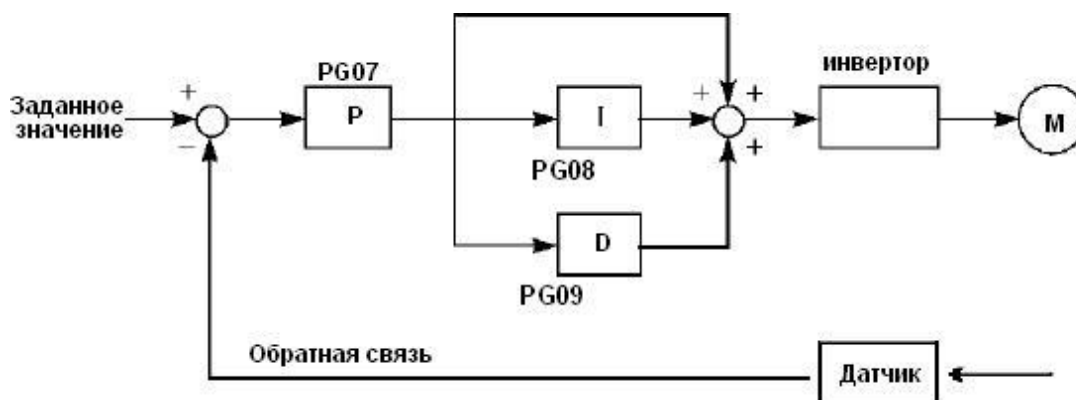 PG07
инвертор
Заданное
значение
+
−
P
I
+
+
+
M
PG08
D
PG09
Обратная связь
Датчик